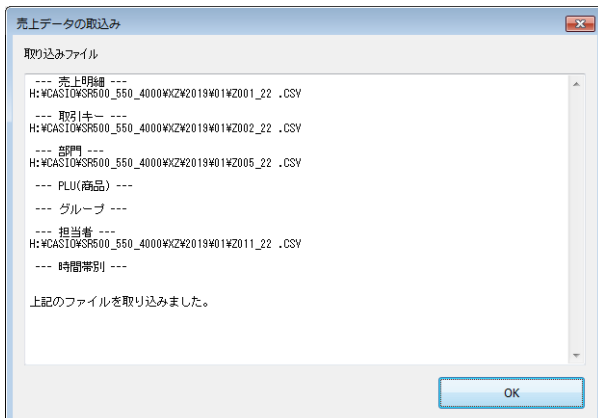 売上データの取込み
取り込みファイル
--- 売上明細 ---
H:¥CASIO¥SR500_550_4000¥XZ¥2019¥01¥Z001_22 .CSV
--- 取引キー ---
H:¥CASIO¥SR500_550_4000¥XZ¥2019¥01¥Z002_22 .CSV
--- 部門 ---
H:¥CASIO¥SR500_550_4000¥XZ¥2019¥01¥Z005_22 .CSV
--- PLU(商品) ---
--- グループ ---
--- 担当者 ---
H:¥CASIO¥SR500_550_4000¥XZ¥2019¥01¥Z011_22 .CSV
--- 時間帯別 ---
上記のファイルを取り込みました。
OK